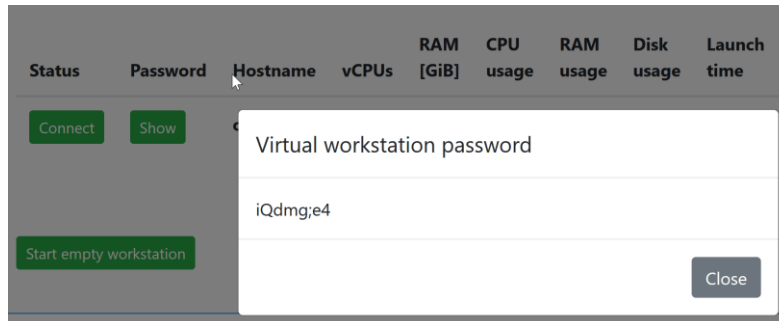 Status Password Hostname vCPUs RAM [GiB] CPU usage RAM usage Disk usage Launch time
Connect Show
Virtual workstation password
iQdmg;e4
Start empty workstation
Close